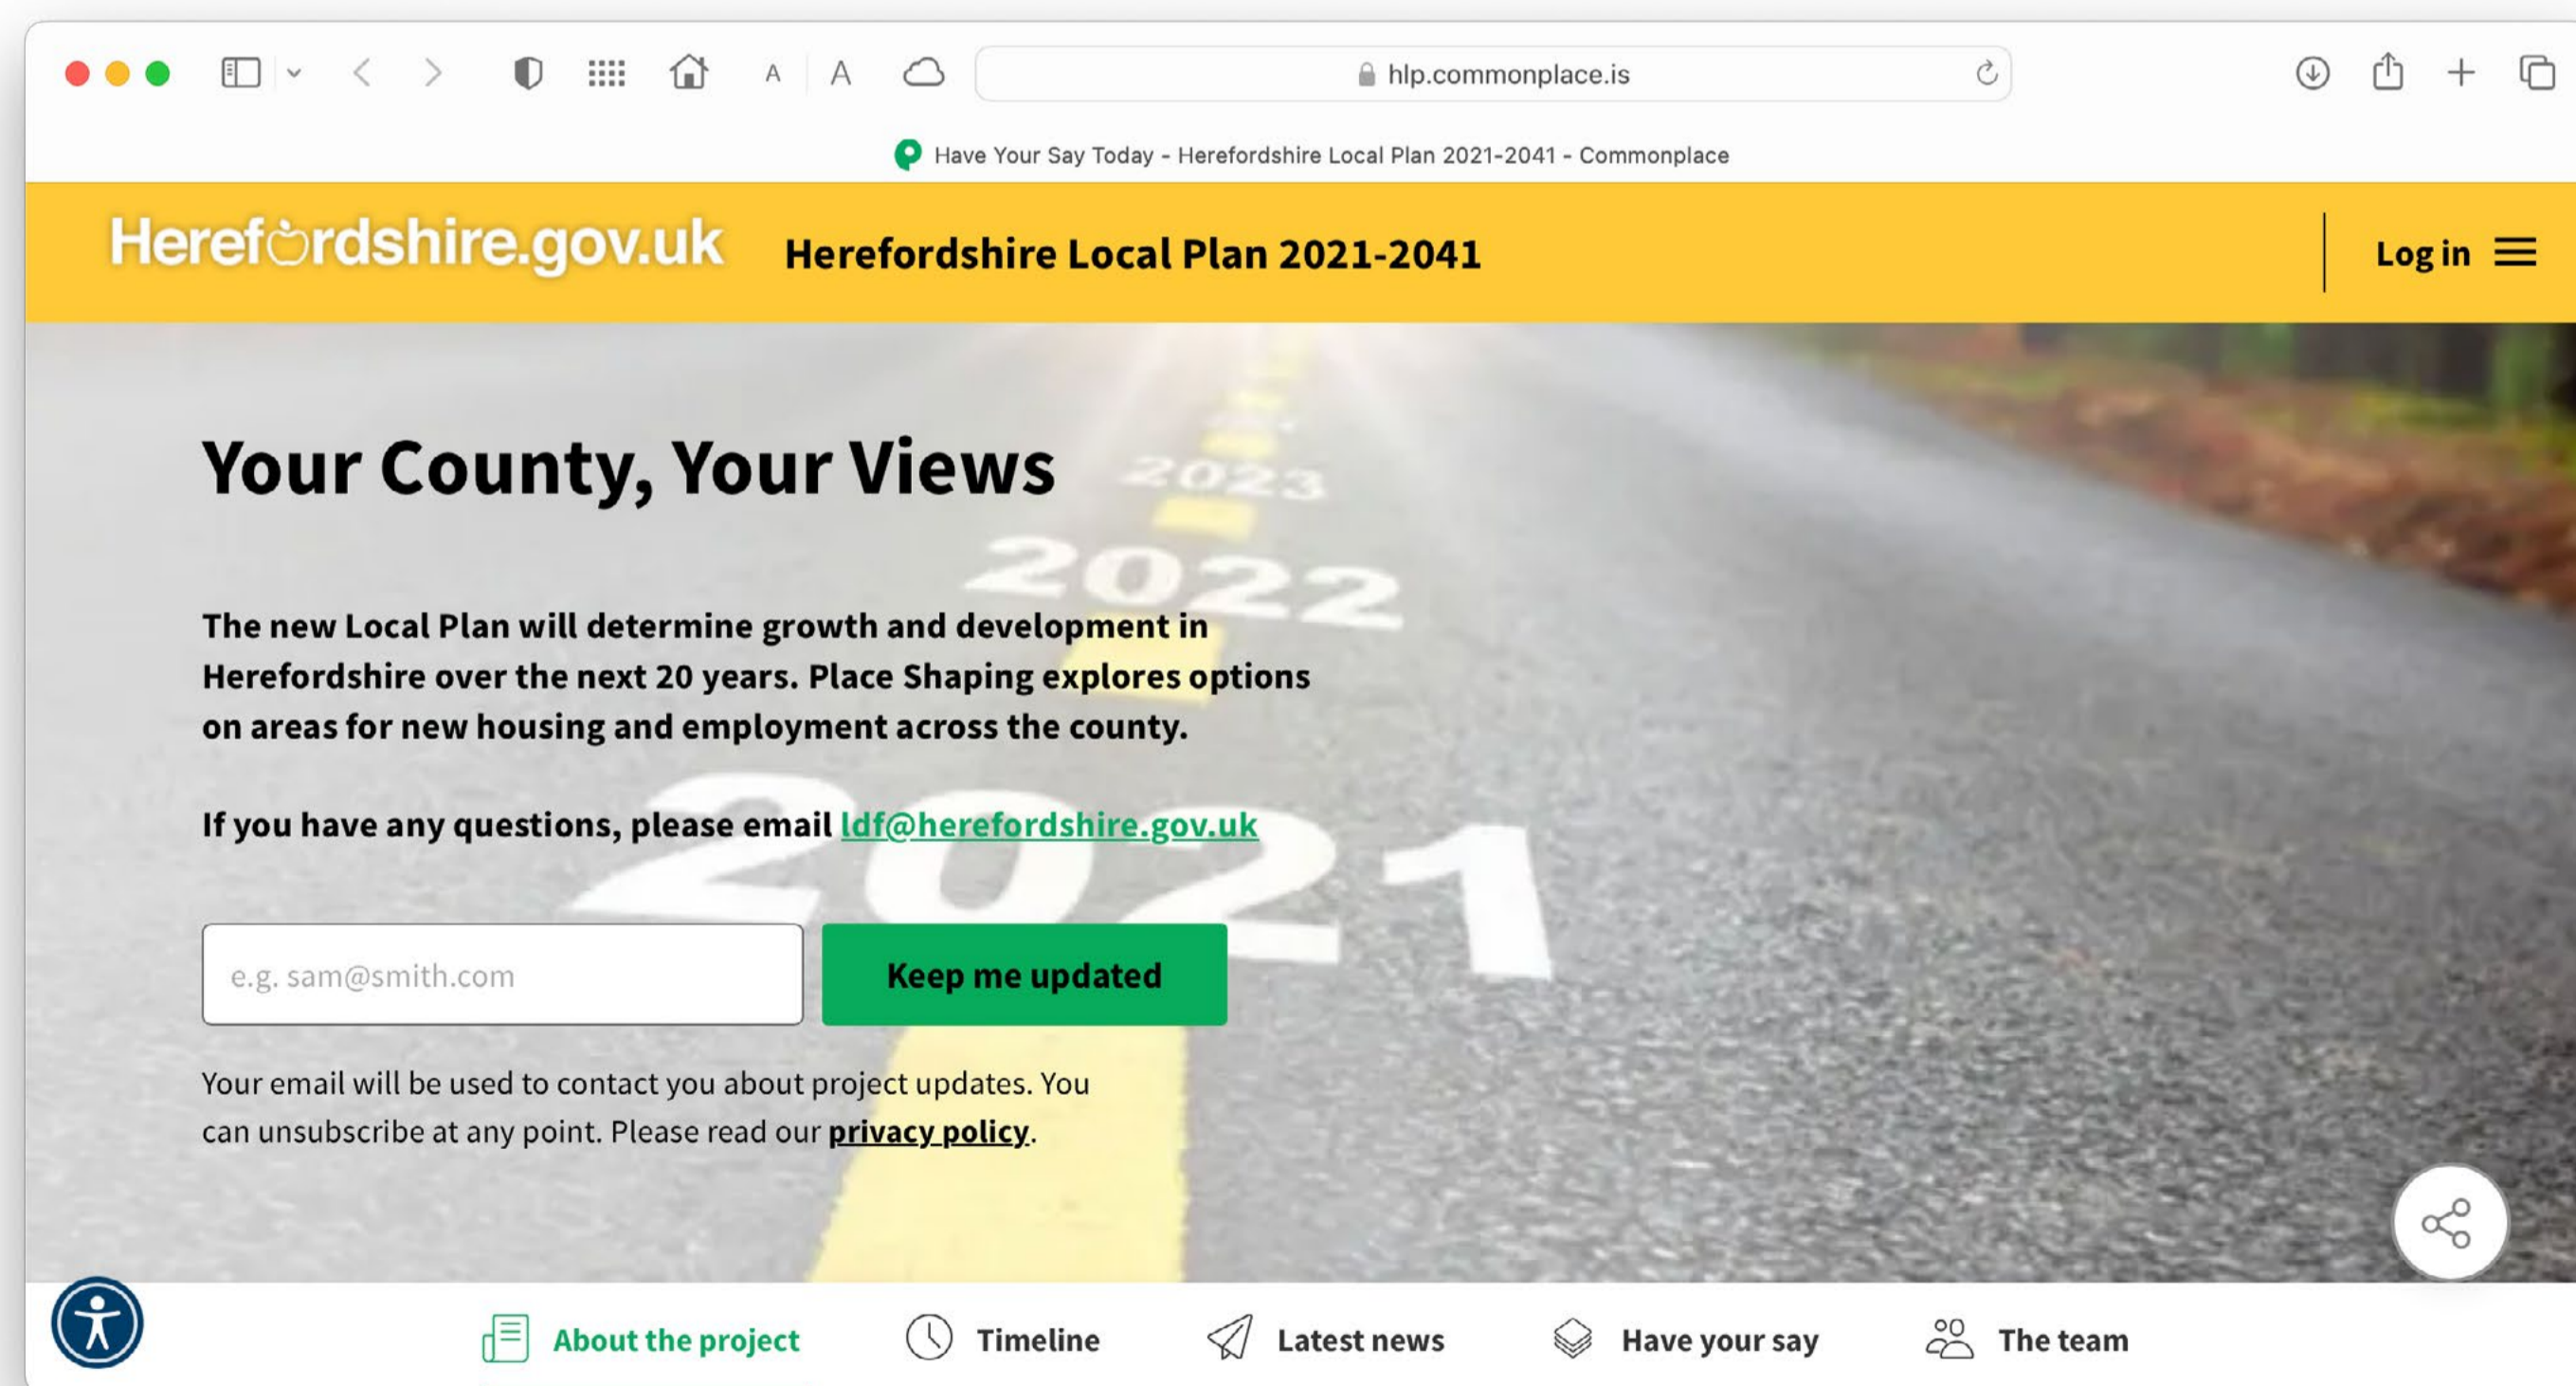 A A
hlp.commonplace.is
Have Your Say Today - Herefordshire Local Plan 2021-2041 - Commonplace
Herefordshire.gov.uk
Herefordshire Local Plan 2021-2041
Log in
Your County, Your Views
2023
2022
The new Local Plan will determine growth and development in
Herefordshire over the next 20 years. Place Shaping explores options
on areas for new housing and employment across the county.
2021
If you have any questions, please email ldf@herefordshire.gov.uk
e.g. sam@smith.com
Keep me updated
Your email will be used to contact you about project updates. You
can unsubscribe at any point. Please read our privacy policy.
About the project
Timeline
Latest news
Have your say
The team